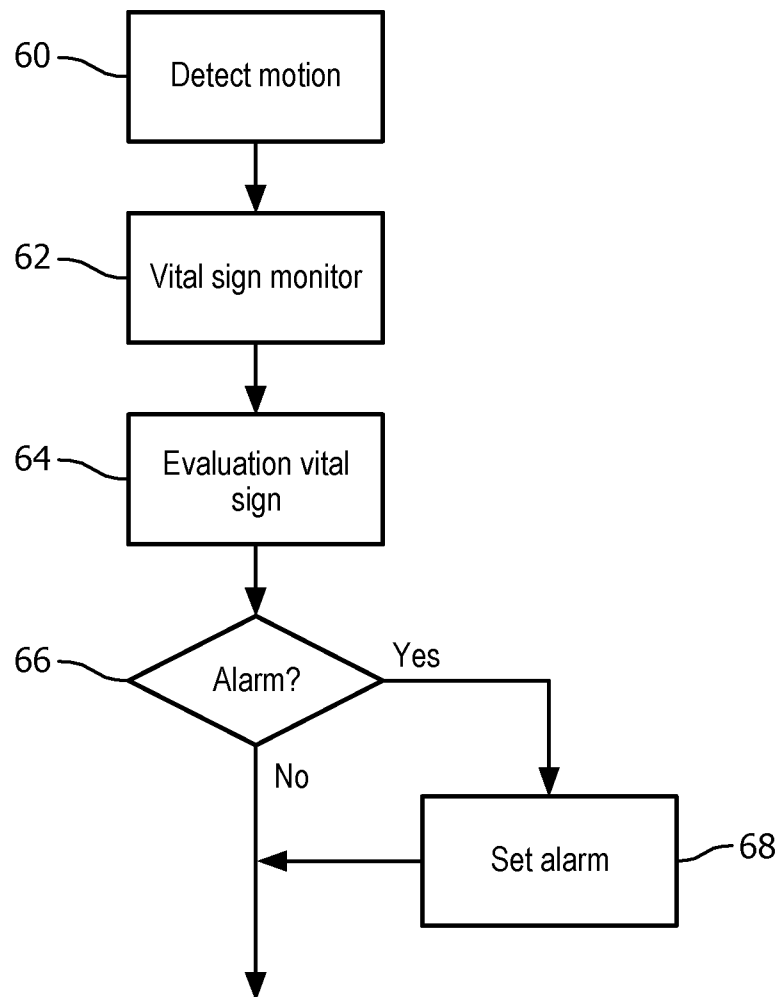 60
Detect motion
62
Vital sign monitor
64
Evaluation vital
sign
66
Alarm?
Yes
No
Set alarm
68